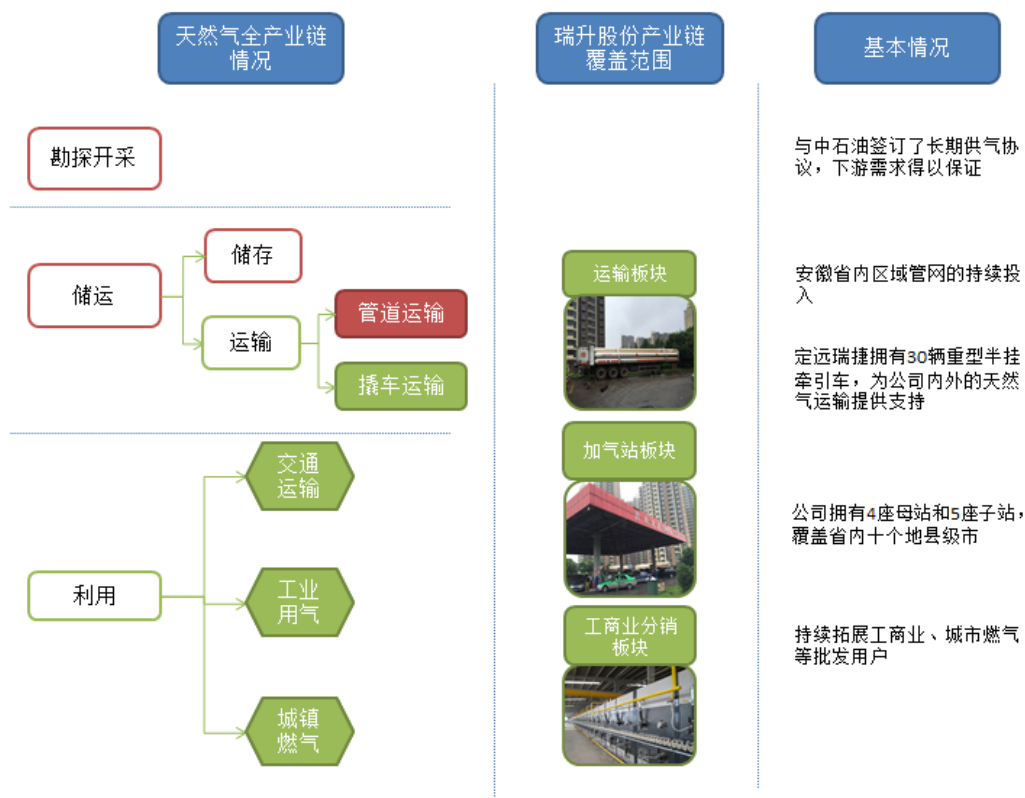 天然气全产业链
情况
瑞升股份产业链
覆盖范围
基本情况
勘探开采
与中石油签订了长期供气协
议，下游需求得以保证
储运
储存
运输
管道运输
撬车运输
运输板块
安徽省内区域管网的持续投
入
定远瑞捷拥有30辆重型半挂
牵引车，为公司内外的天然
气运输提供支持
利用
交通
运输
工业
用气
城镇
燃气
加气站板块
公司拥有4座母站和5座子站，
覆盖省内十个地县级市
工商业分销
板块
持续拓展工商业、城市燃气
等批发用户